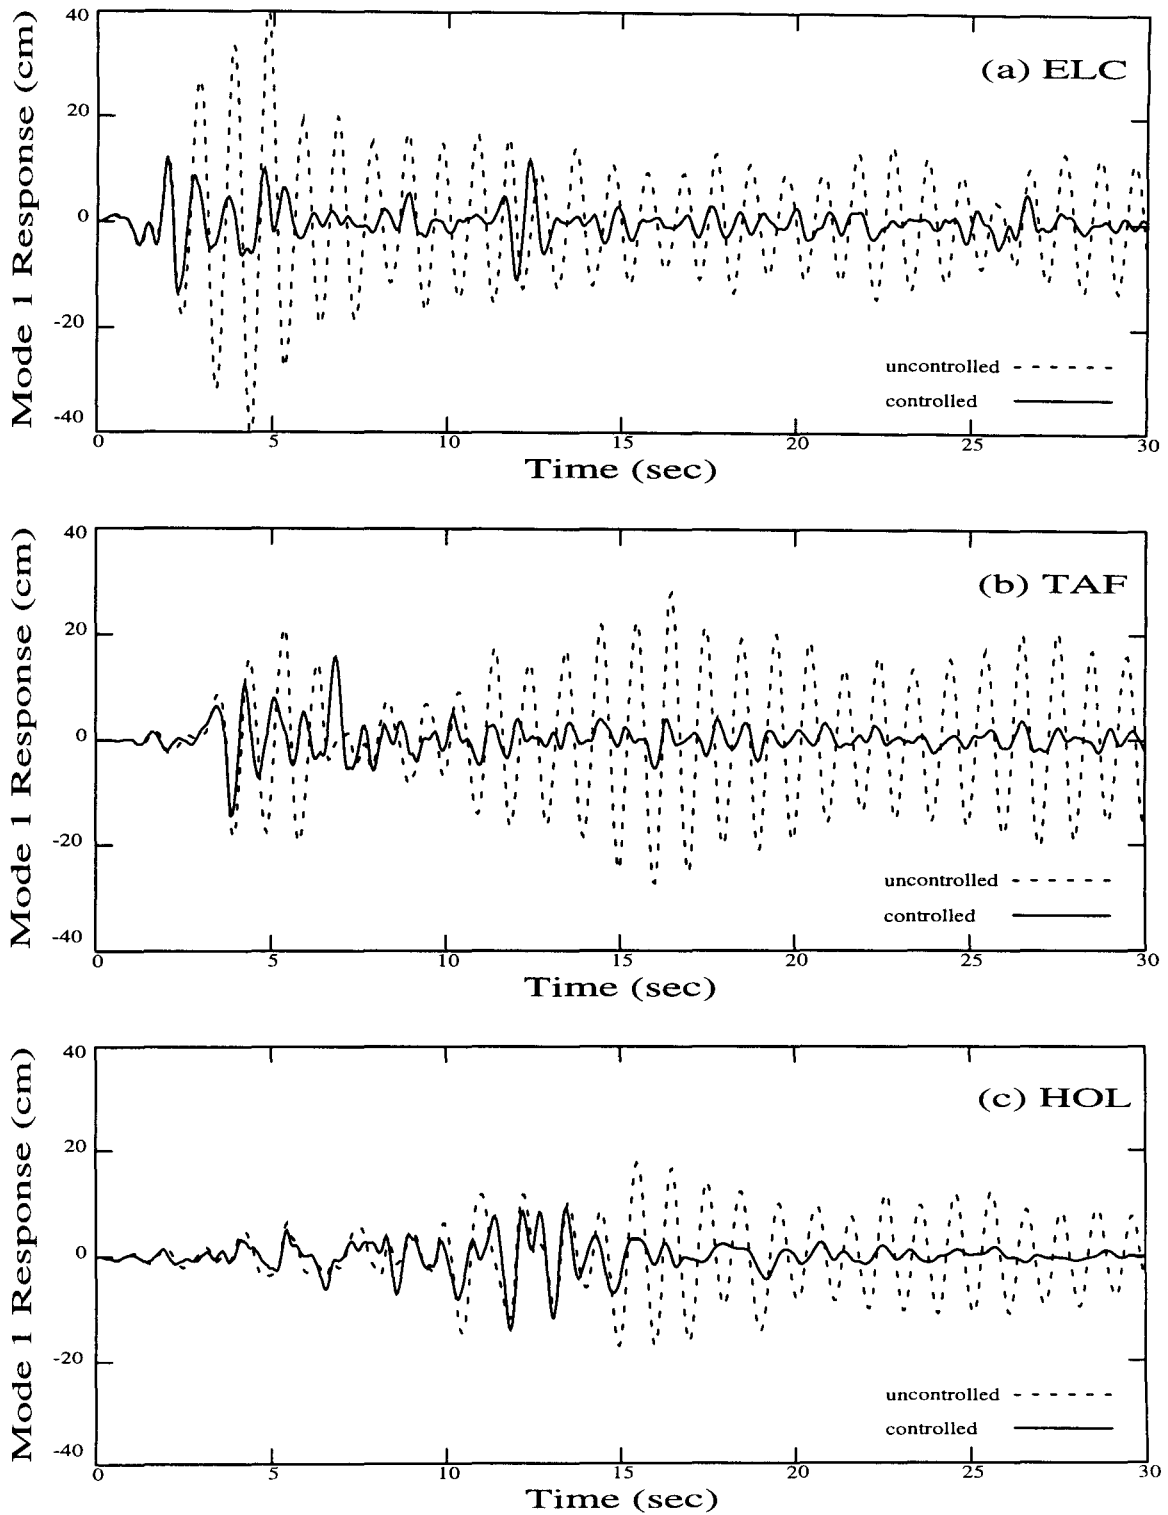 40
20
0
-20
-40
Mode 1 Response (cm)
(a) ELC
uncontrolled
controlled
0 5 10 15 20 25 30
Time (sec)
40
20
0
-20
-40
Mode 1 Response (cm)
(b) TAF
uncontrolled
controlled
0 5 10 15 20 25 30
Time (sec)
40
20
0
-20
-40
Mode 1 Response (cm)
(c) HOL
uncontrolled
controlled
0 5 10 15 20 25 30
Time (sec)